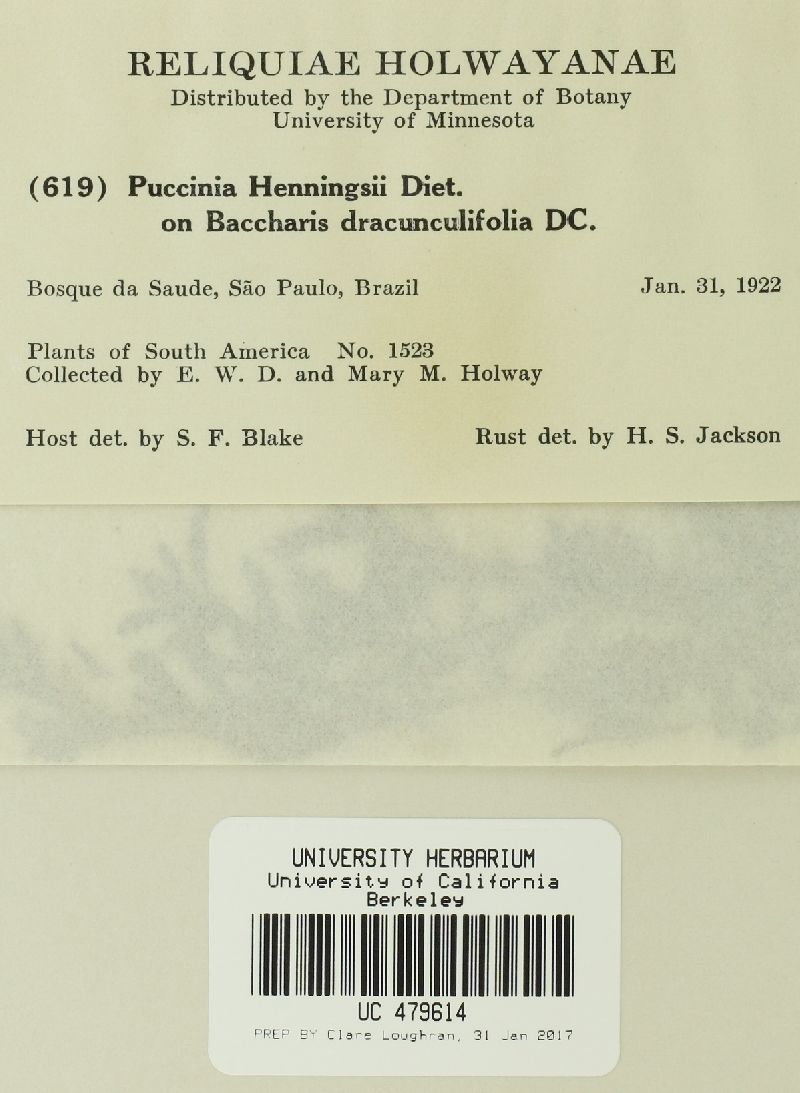 RELIQUIAE HOLWAYANAE
Distributed by the Department of Botany
University of Minnesota
(619) Puccinia Henningsii Diet.
on Baccharis dracunculifolia DC.
Bosque da Saude, São Paulo, Brazil Jan. 31, 1922
Plants of South America No. 1523
Collected by E. W. D. and Mary M. Holway
Host det. by S. F. Blake Rust det. by H. S. Jackson
UNIVERSITY HERBARIUM
University of California
Berkeley
UC 479614
PREP BY Clare Loughran, 31 Jan 2017